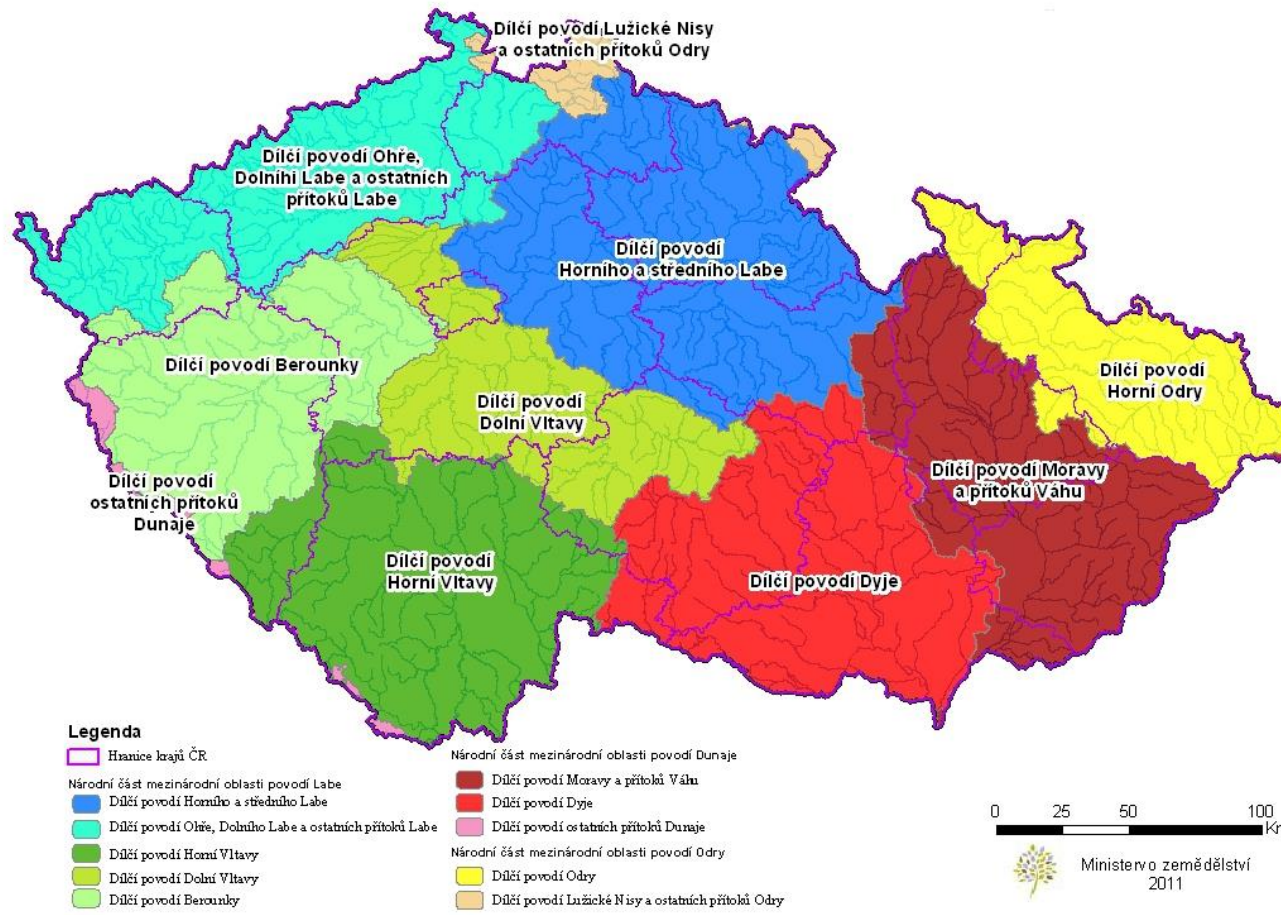 Dílčí povodí Lužické Nisy
a ostatních přítoků Odry
Dílčí povodí Ohře,
Dolníhi Labe a ostatních
přítoků Labe
Dílčí povodí
Horního a středního Labe
Dílčí povodí Berounky
Dílčí povodí
Dolní Vltavy
Dílčí povodí
Horní Odry
Dílčí povodí Moravy
a přítoků Váhu
Dílčí povodí
ostatních přítoků
Dunaje
Dílčí povodí
Horní Vltavy
Dílčí povodí Dyje
Legenda
Hranice krajů ČR
Národní část mezinárodní oblasti povodí Labe
Dílčí povodí Horního a středního Labe
Dílčí povodí Ohře, Dolního Labe a ostatních přítoků Labe
Dílčí povodí Horní Vltavy
Dílčí povodí Dolní Vltavy
Dílčí povodí Berounky
Národní část mezinárodní oblasti povodí Dunaje
Dílčí povodí Moravy a přítoků Váhu
Dílčí povodí Dyje
Dílčí povodí ostatních přítoků Dunaje
Národní část mezinárodní oblasti povodí Odry
Dílčí povodí Odry
Dílčí povodí Lužické Nisy a ostatních přítoků Odry
0 25 50 100
Km
Ministerstvo zemědělství
2011